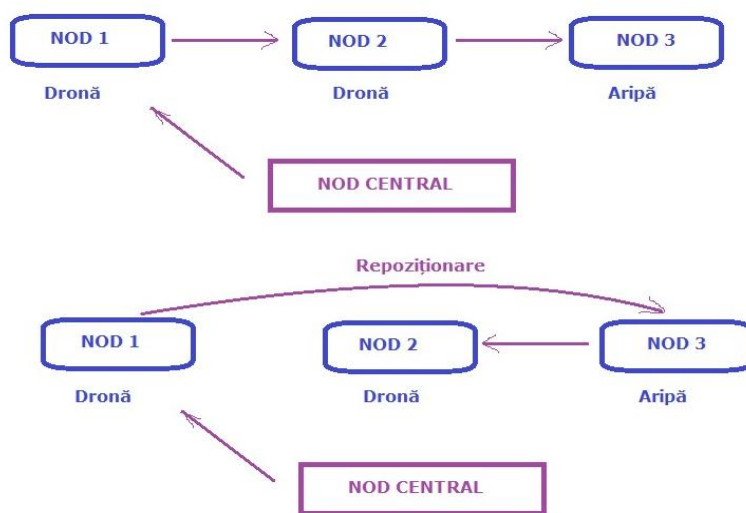 NOD 1
NOD 2
NOD 3
Dronă
Dronă
Aripă
NOD CENTRAL
Repoziționare
NOD 1
NOD 2
NOD 3
Dronă
Dronă
Aripă
NOD CENTRAL